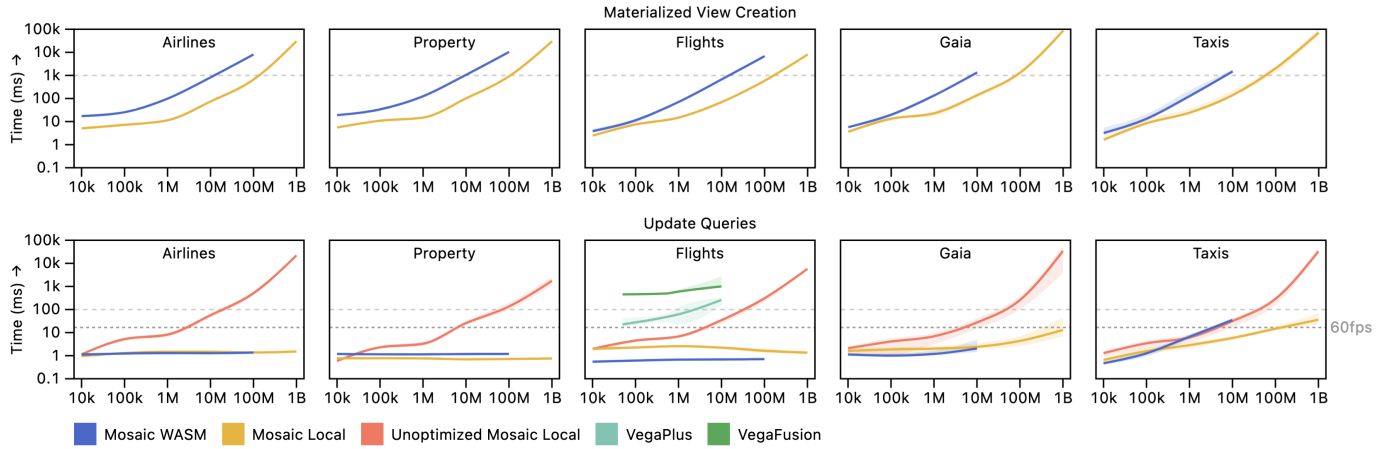 Materialized View Creation
Airlines Property Flights Gaia Taxis
Time (ms) →
100k
10k
1k
100
10
1
0.1
10k 100k 1M 10M 100M 1B 10k 100k 1M 10M 100M 1B 10k 100k 1M 10M 100M 1B 10k 100k 1M 10M 100M 1B 10k 100k 1M 10M 100M 1B
Update Queries
Airlines Property Flights Gaia Taxis
Time (ms) →
100k
10k
1k
100
10
1
0.1
60fps
10k 100k 1M 10M 100M 1B 10k 100k 1M 10M 100M 1B 10k 100k 1M 10M 100M 1B 10k 100k 1M 10M 100M 1B 10k 100k 1M 10M 100M 1B
Mosaic WASM Mosaic Local Unoptimized Mosaic Local VegaPlus VegaFusion